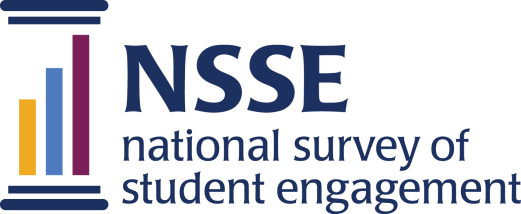 NSSE
national survey of
student engagement